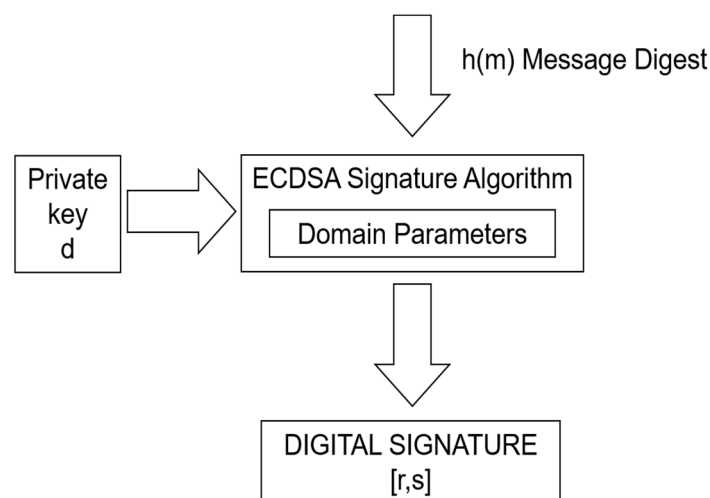 h(m) Message Digest
Private
key
d
ECDSA Signature Algorithm
Domain Parameters
DIGITAL SIGNATURE
[r,s]